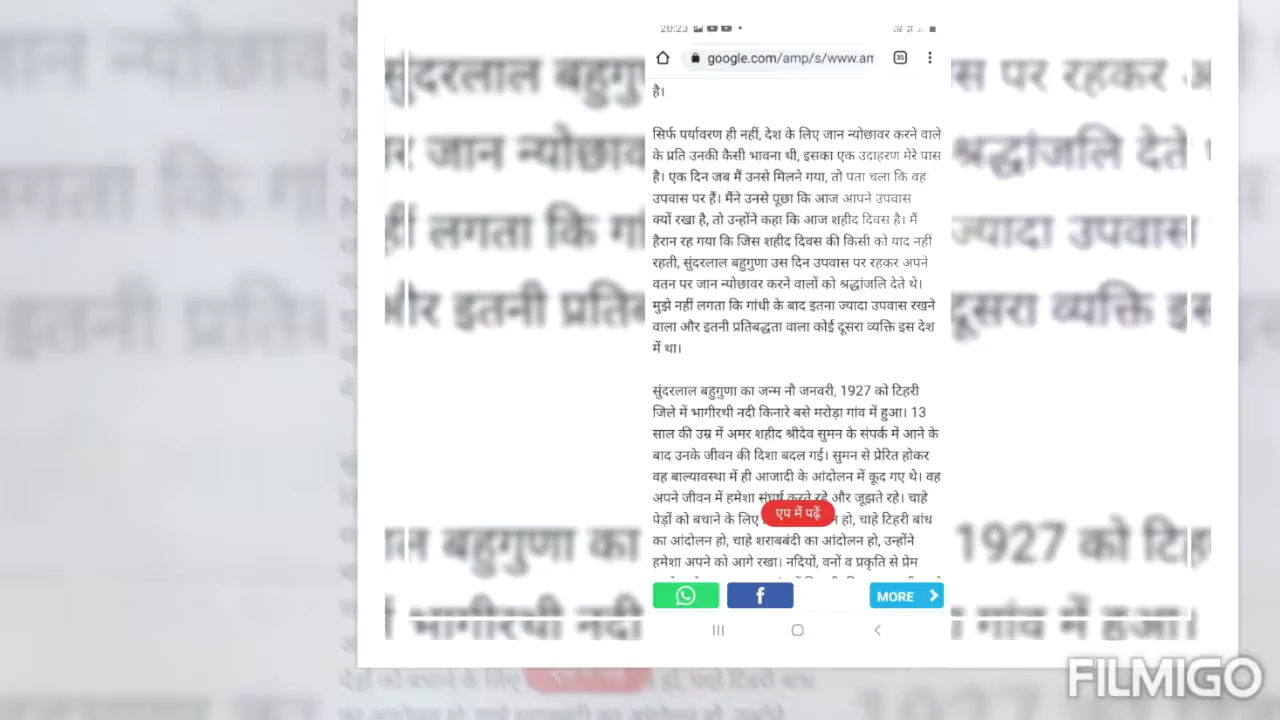 20:23
google.com/amp/s/www.am
35
है।
सिर्फ पर्यावरण ही नहीं, देश के लिए जान न्योछावर करने वाले
के प्रति उनकी कैसी भावना थी, इसका एक उदाहरण मेरे पास
है। एक दिन जब मैं उनसे मिलने गया, तो पता चला कि वह
उपवास पर हैं। मैंने उनसे पूछा कि आज आपने उपवास
क्यों रखा है, तो उन्होंने कहा कि आज शहीद दिवस है। मैं
हैरान रह गया कि जिस शहीद दिवस की किसी को याद नहीं
रहती, सुंदरलाल बहुगुणा उस दिन उपवास पर रहकर अपने
वतन पर जान न्योछावर करने वालों को श्रद्धांजलि देते थे।
मुझे नहीं लगता कि गांधी के बाद इतना ज्यादा उपवास रखने
वाला और इतनी प्रतिबद्धता वाला कोई दूसरा व्यक्ति इस देश
में था।
सुंदरलाल बहुगुणा का जन्म नौ जनवरी, 1927 को टिहरी
जिले में भागीरथी नदी किनारे बसे मरोड़ा गांव में हुआ। 13
साल की उम्र में अमर शहीद श्रीदेव सुमन के संपर्क में आने के
बाद उनके जीवन की दिशा बदल गई। सुमन से प्रेरित होकर
वह बाल्यावस्था में ही आजादी के आंदोलन में कूद गए थे। वह
अपने जीवन में हमेशा संघर्ष करते रहे और जूझते रहे। चाहे
पेड़ों को बचाने के लिए हो, चाहे टिहरी बांध
एप में पढ़ें
का आंदोलन हो, चाहे शराबबंदी का आंदोलन हो, उन्होंने
हमेशा अपने को आगे रखा। नदियों, वनों व प्रकृति से प्रेम
MORE
FILMIGO